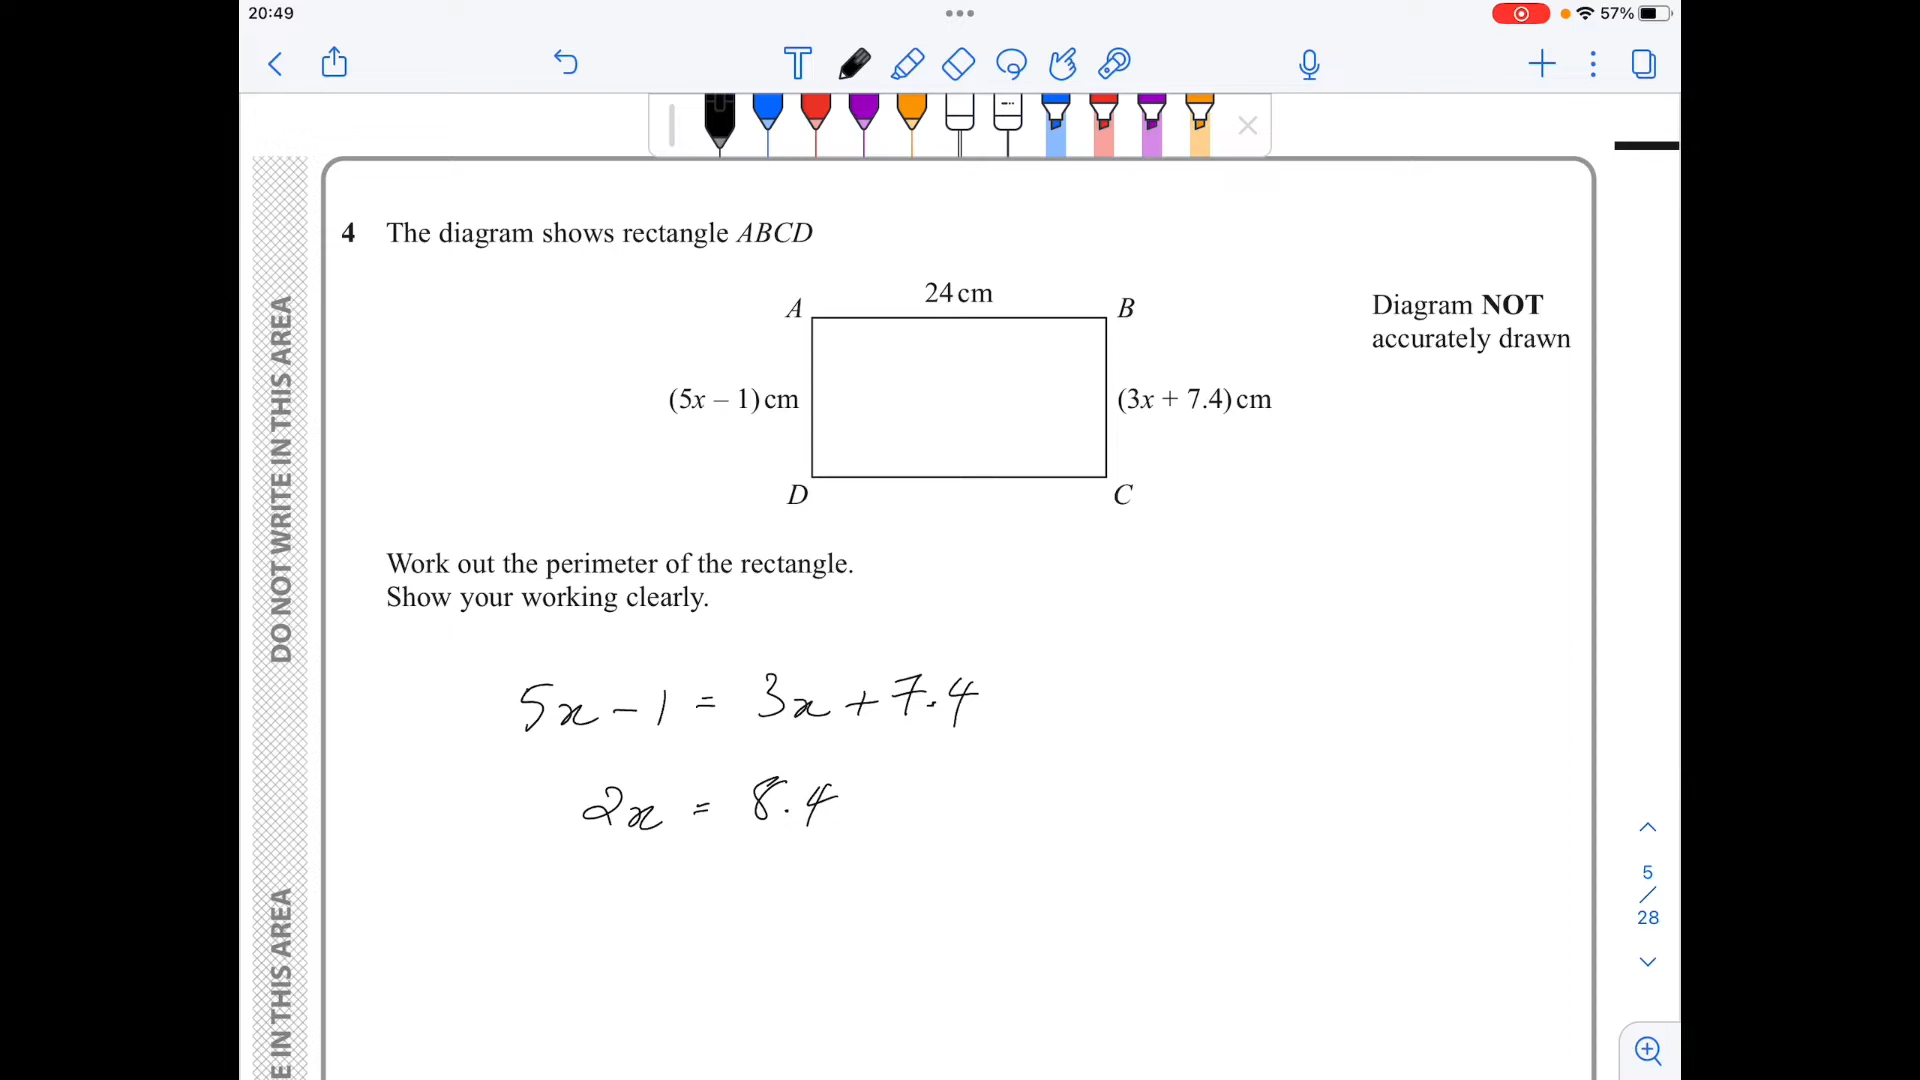 20:49
57%
T
4 The diagram shows rectangle ABCD
24 cm
A
B
Diagram NOT
accurately drawn
(5x – 1) cm
(3x + 7.4) cm
D
C
Work out the perimeter of the rectangle.
Show your working clearly.
5x - 1 = 3x + 7.4
2x = 8.4
DO NOT WRITE IN THIS AREA
E IN THIS AREA
5
/
28